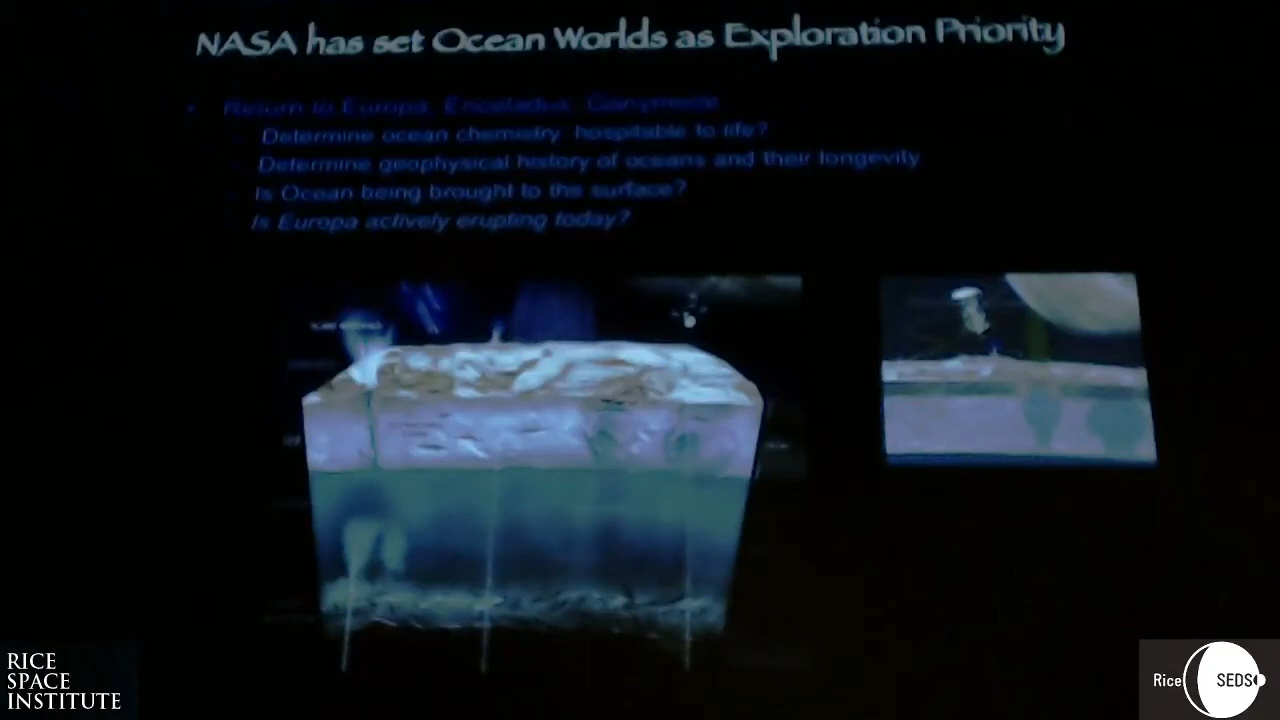 NASA has set Ocean Worlds as Exploration Priority
Return to Europa, Enceladus, Ganymede
Determine ocean chemistry hospitable to life?
Determine geophysical history of oceans and their longevity
Is Ocean being brought to the surface?
Is Europa actively erupting today?
RICE
SPACE
INSTITUTE
Rice SEDS